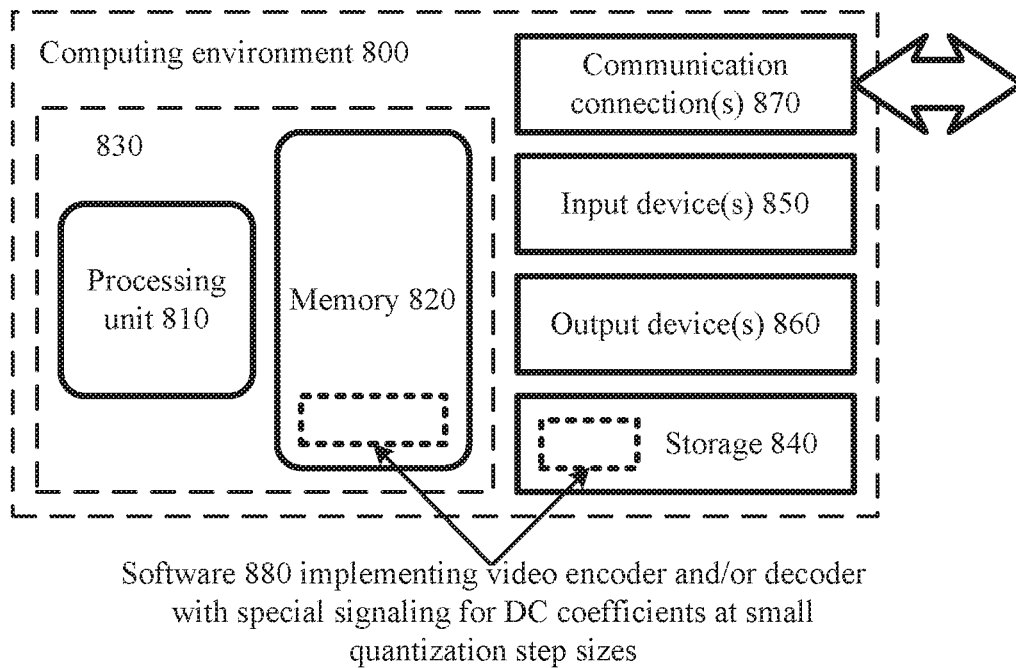 Computing environment 800
Communication
connection(s) 870
830
Processing
unit 810
Memory 820
Input device(s) 850
Output device(s) 860
Storage 840
Software 880 implementing video encoder and/or decoder
with special signaling for DC coefficients at small
quantization step sizes